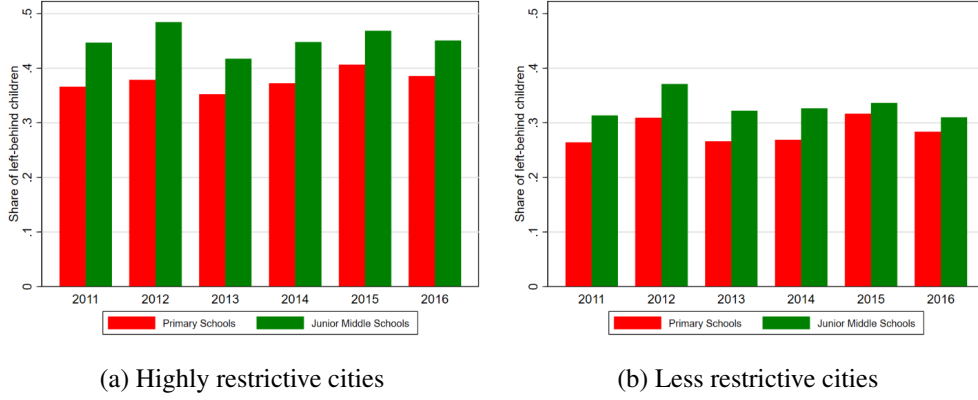 Share of left-behind children
.5
.4
.3
.2
.1
0
2011 2012 2013 2014 2015 2016
Primary Schools Junior Middle Schools
(a) Highly restrictive cities
Share of left-behind children
.5
.4
.3
.2
.1
0
2011 2012 2013 2014 2015 2016
Primary Schools Junior Middle Schools
(b) Less restrictive cities